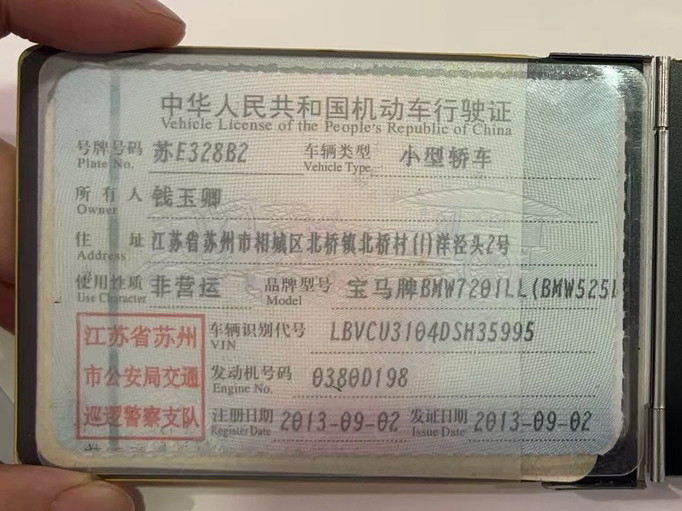 中华人民共和国机动车行驶证
Vehicle License of the People's Republic of China
号牌号码 苏E328B2 车辆类型 小型轿车
Plate No. Vehicle Type
所有人 钱玉卿
Owner
住址 江苏省苏州市相城区北桥镇北桥村(1)洋泾头2号
Address
使用性质 非营运 品牌型号 宝马牌BMW7201LL(BMW525L
Use Character Model
江苏省苏州
市公安局交通
巡逻警察支队
车辆识别代号 LBVCU3104DSH35995
VIN
发动机号码 0380D198
Engine No.
注册日期 2013-09-02 发证日期 2013-09-02
Register Date Issue Date